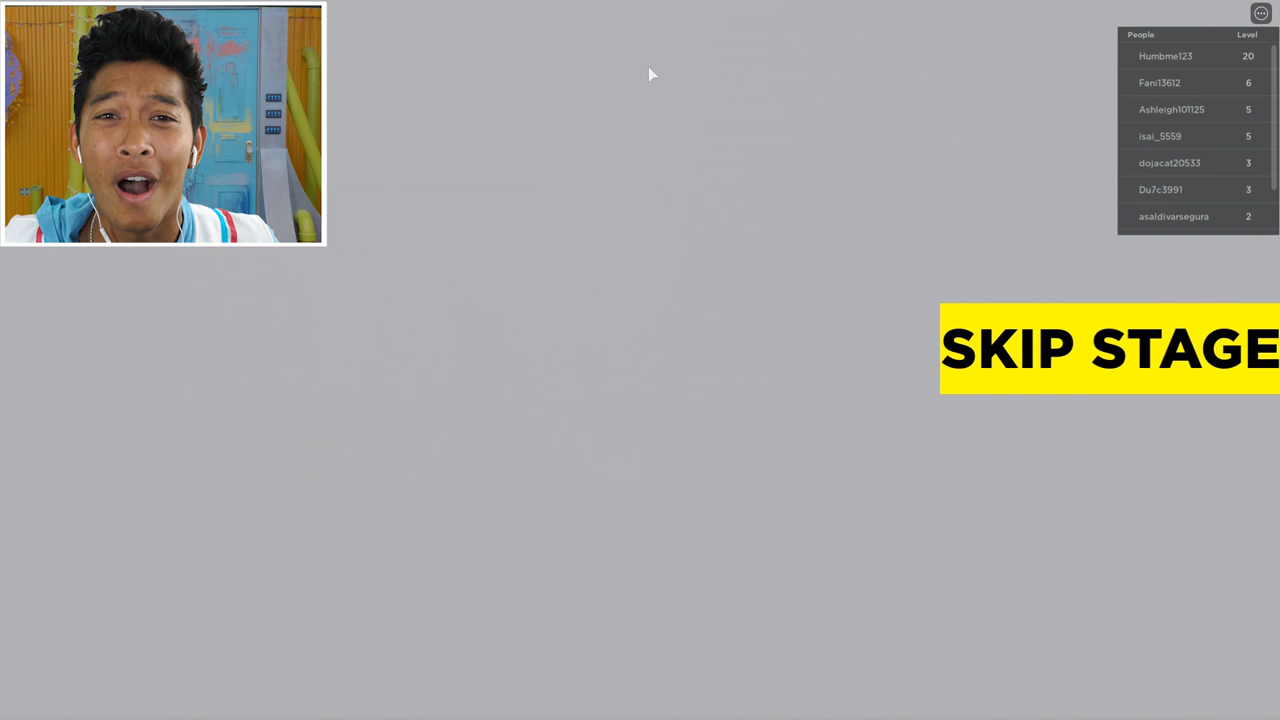 People Level
Humbme123 20
Fani13612 6
Ashleigh101125 5
isai_5559 5
dojacat20533 3
Du7c3991 3
asaldivarsegura 2
SKIP STAGE